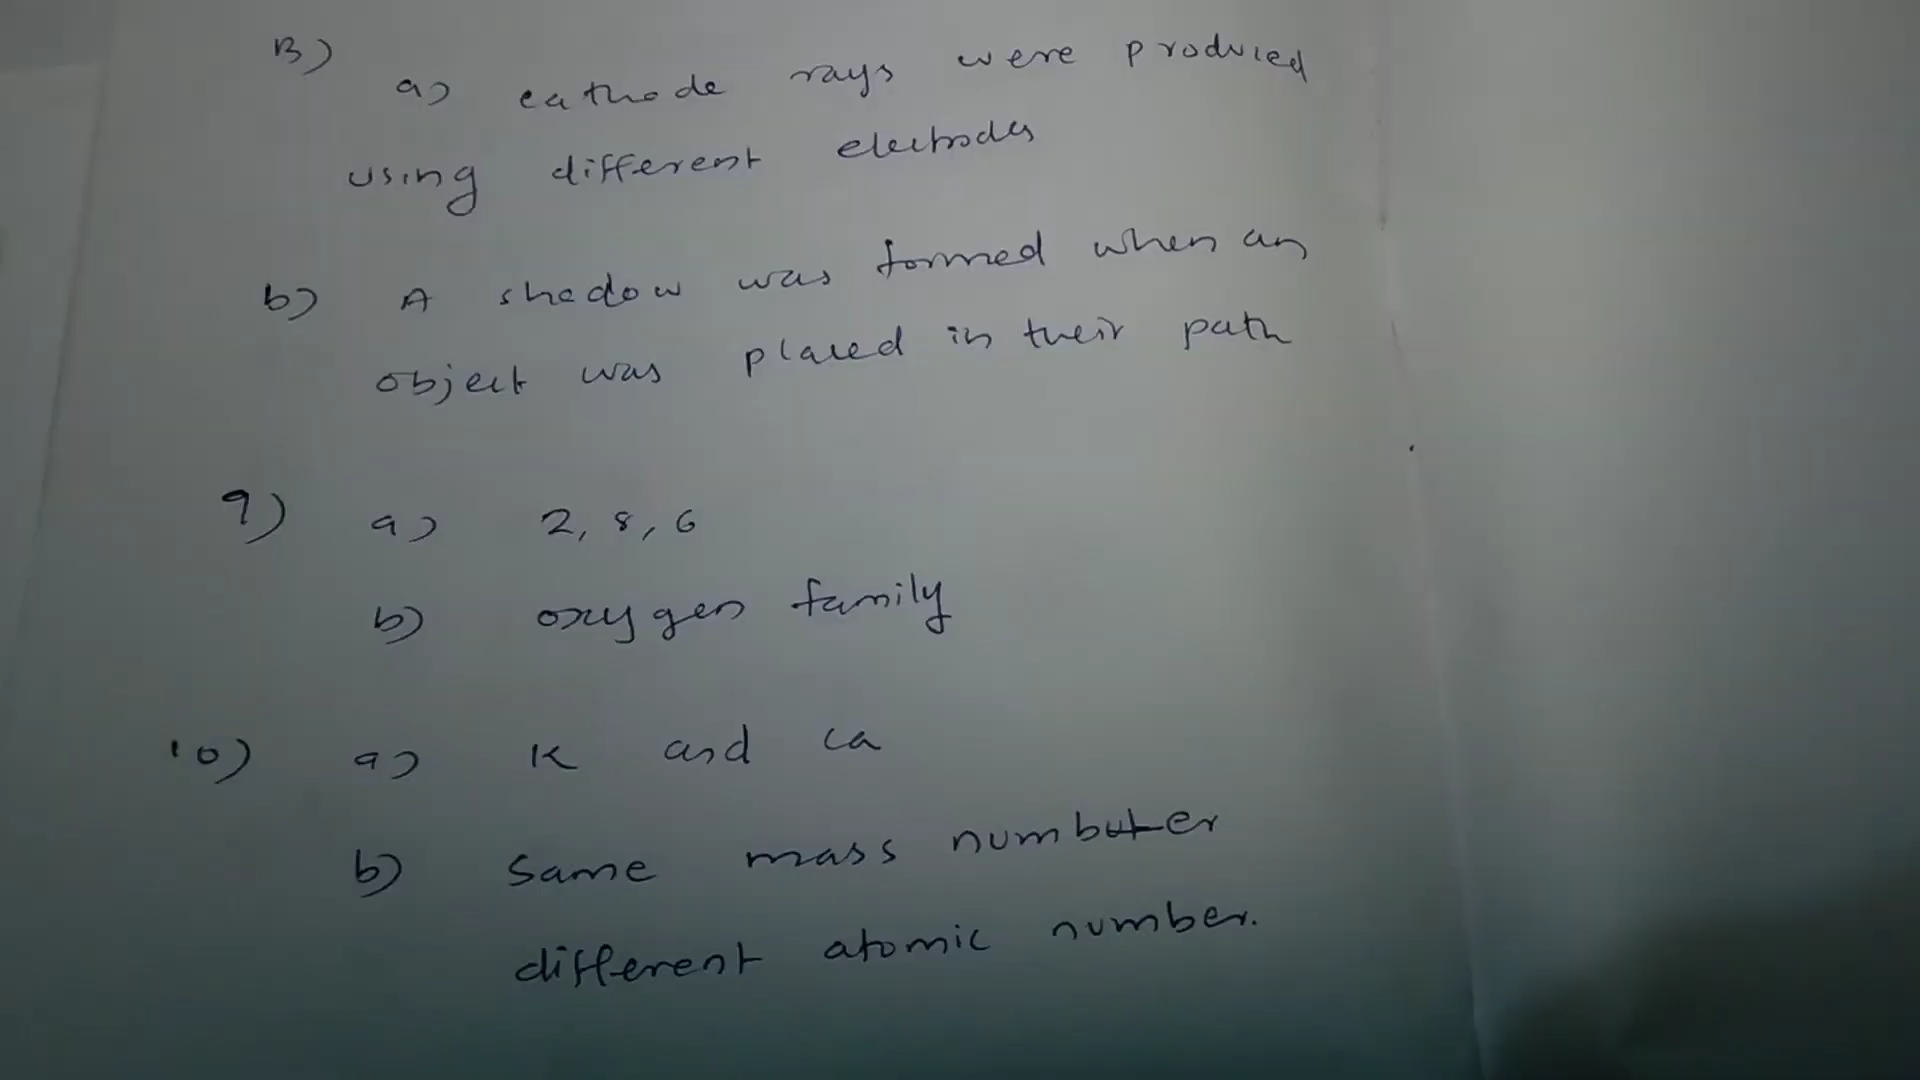 B)
a) cathode rays were produced
using different electrodes
b) A shadow was formed when an
object was placed in their path
9) a) 2, 8, 6
b) oxygen family
10) a) K and ca
b) Same mass number
different atomic number.